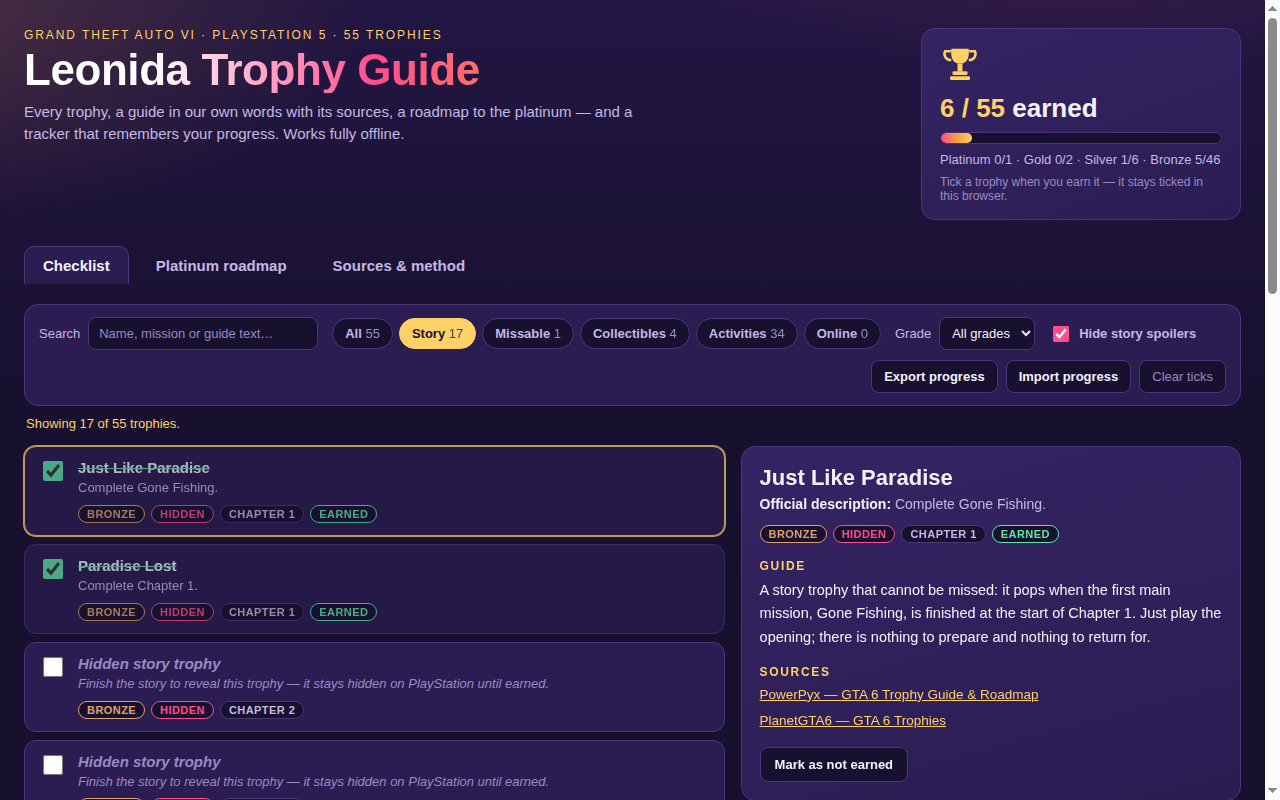 GRAND THEFT AUTO VI · PLAYSTATION 5 · 55 TROPHIES
Leonida Trophy Guide
Every trophy, a guide in our own words with its sources, a roadmap to the platinum — and a
tracker that remembers your progress. Works fully offline.
6 / 55 earned
Platinum 0/1 · Gold 0/2 · Silver 1/6 · Bronze 5/46
Tick a trophy when you earn it — it stays ticked in
this browser.
Checklist Platinum roadmap Sources & method
Search Name, mission or guide text… All 55 Story 17 Missable 1 Collectibles 4 Activities 34 Online 0 Grade All grades Hide story spoilers
Export progress Import progress Clear ticks
Showing 17 of 55 trophies.
Just Like Paradise
Complete Gone Fishing.
BRONZE HIDDEN CHAPTER 1 EARNED
Paradise Lost
Complete Chapter 1.
BRONZE HIDDEN CHAPTER 1 EARNED
Hidden story trophy
Finish the story to reveal this trophy — it stays hidden on PlayStation until earned.
BRONZE HIDDEN CHAPTER 2
Hidden story trophy
Finish the story to reveal this trophy — it stays hidden on PlayStation until earned.
Just Like Paradise
Official description: Complete Gone Fishing.
BRONZE HIDDEN CHAPTER 1 EARNED
GUIDE
A story trophy that cannot be missed: it pops when the first main
mission, Gone Fishing, is finished at the start of Chapter 1. Just play the
opening; there is nothing to prepare and nothing to return for.
SOURCES
PowerPyx — GTA 6 Trophy Guide & Roadmap
PlanetGTA6 — GTA 6 Trophies
Mark as not earned